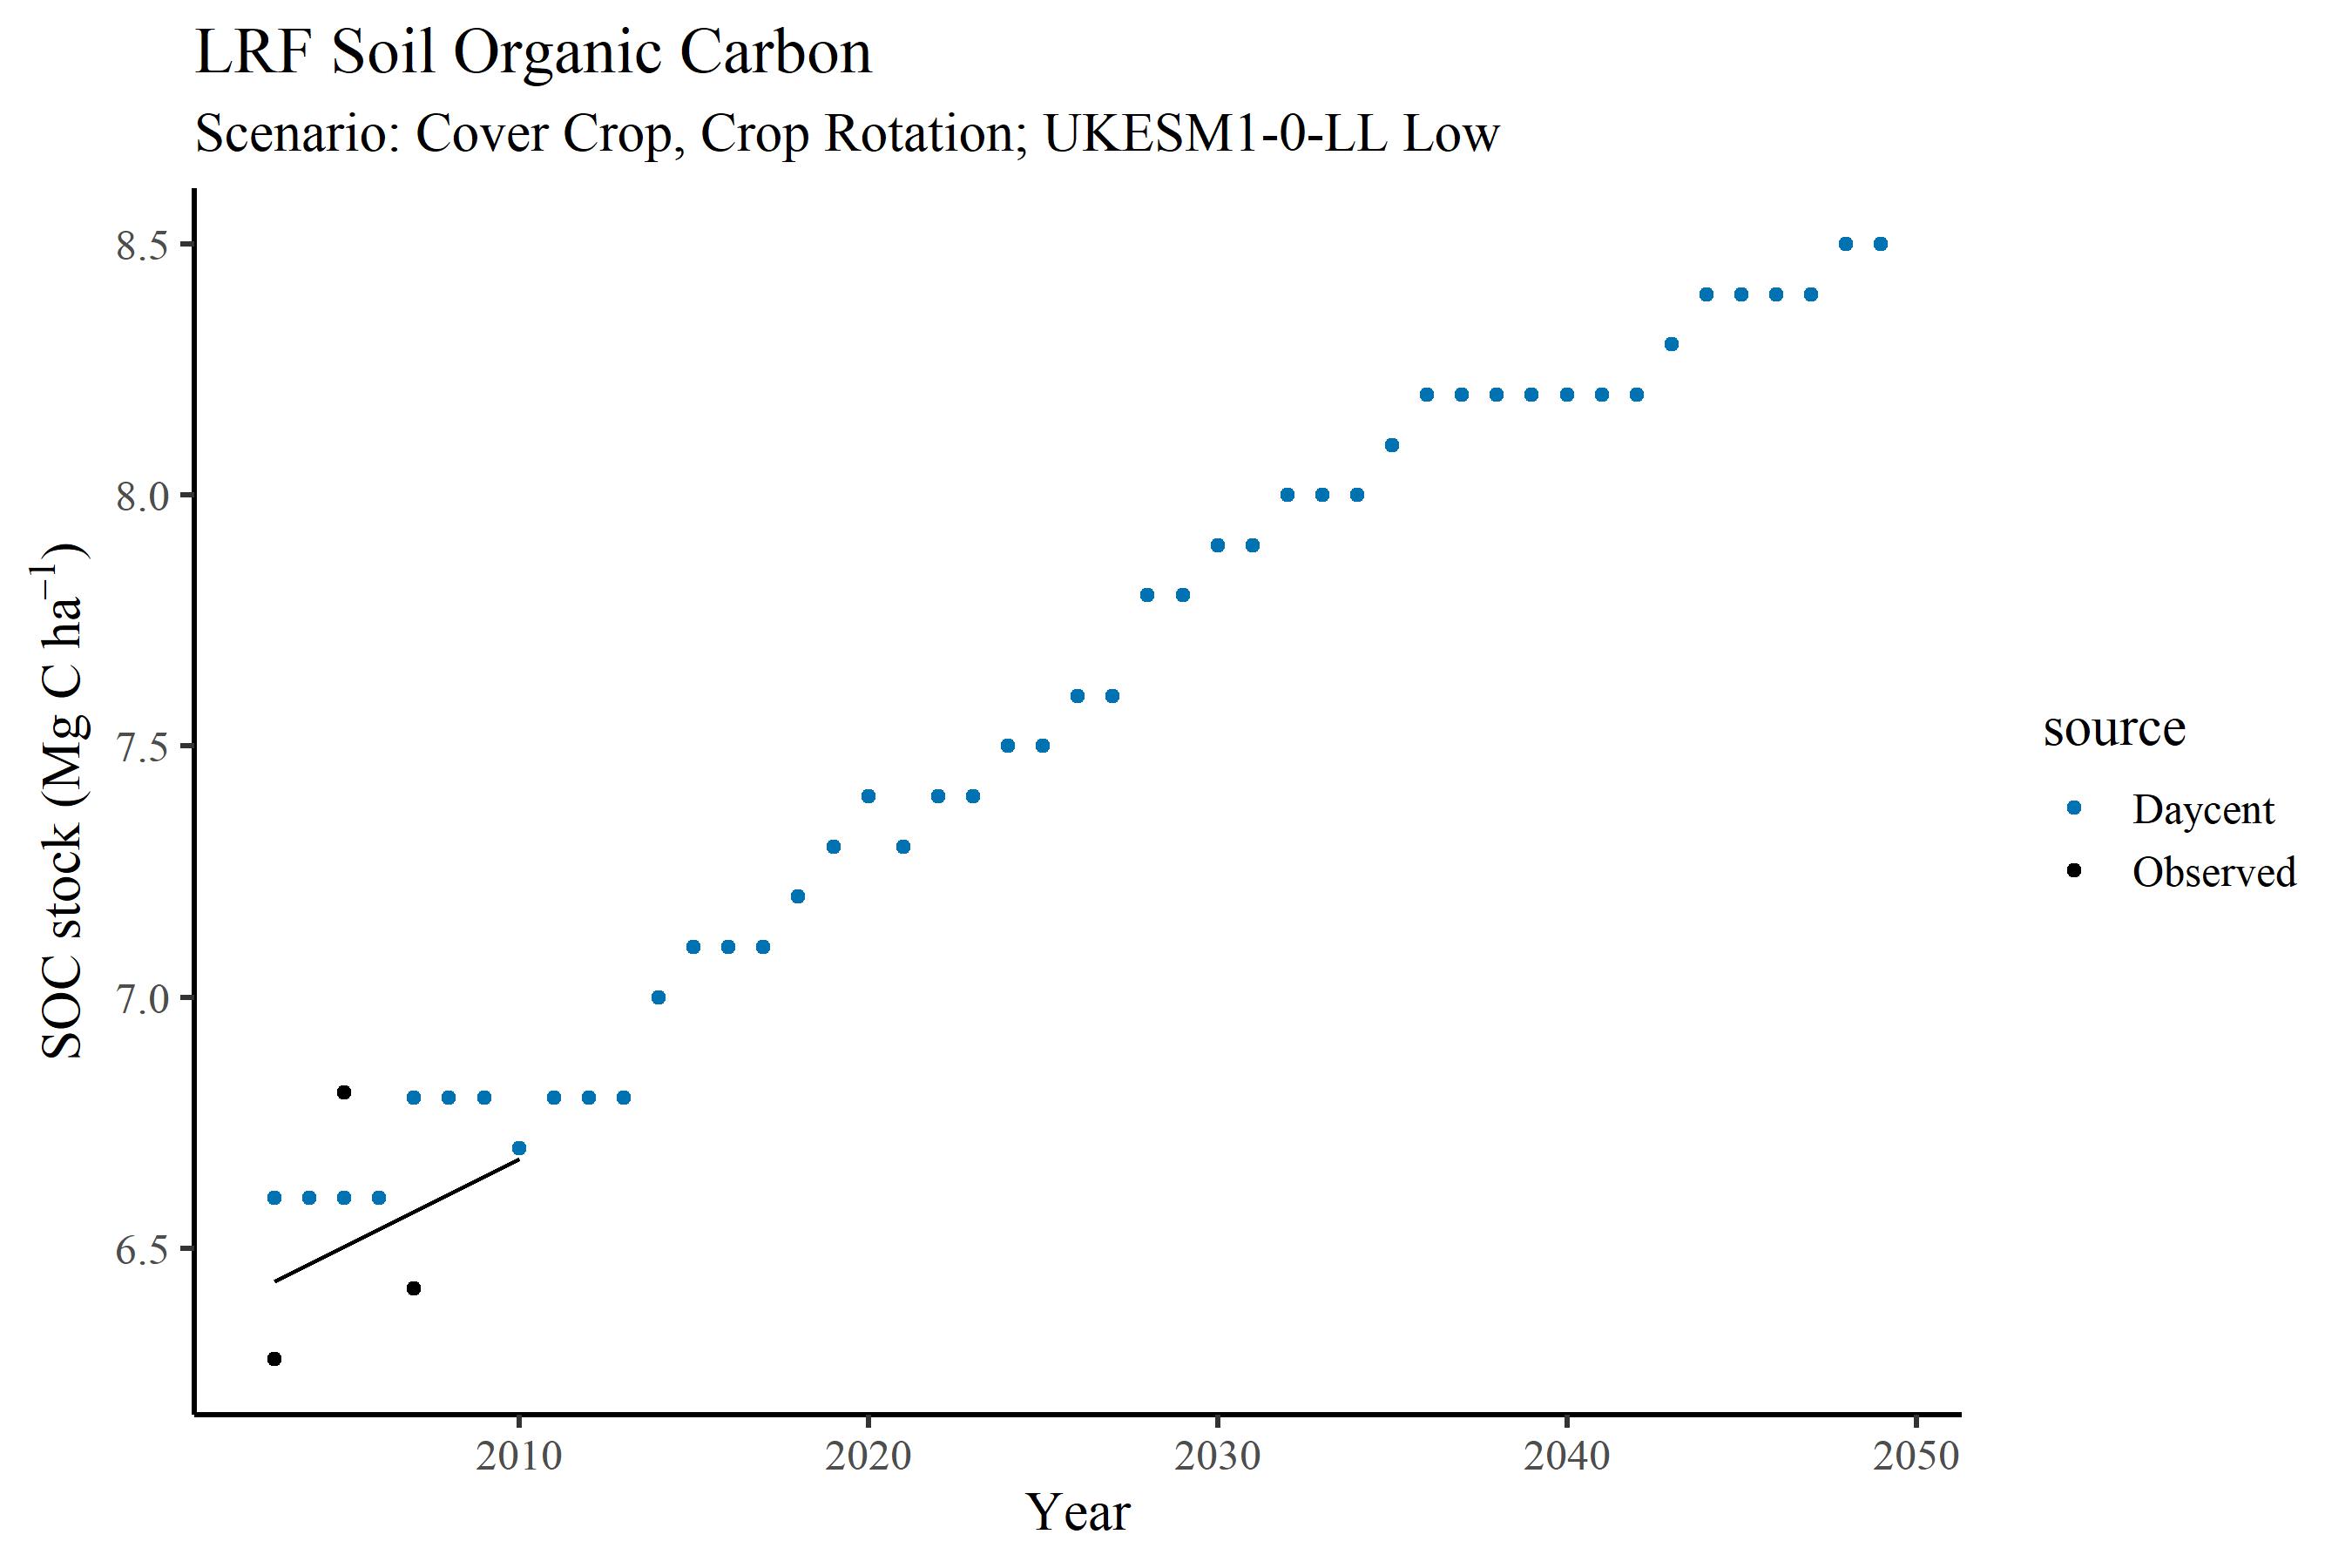 LRF Soil Organic Carbon
Scenario: Cover Crop, Crop Rotation; UKESM1-0-LL Low
SOC stock (Mg C ha⁻¹)
8.5
8.0
7.5
7.0
6.5
2010 2020 2030 2040 2050
Year
source
Daycent
Observed